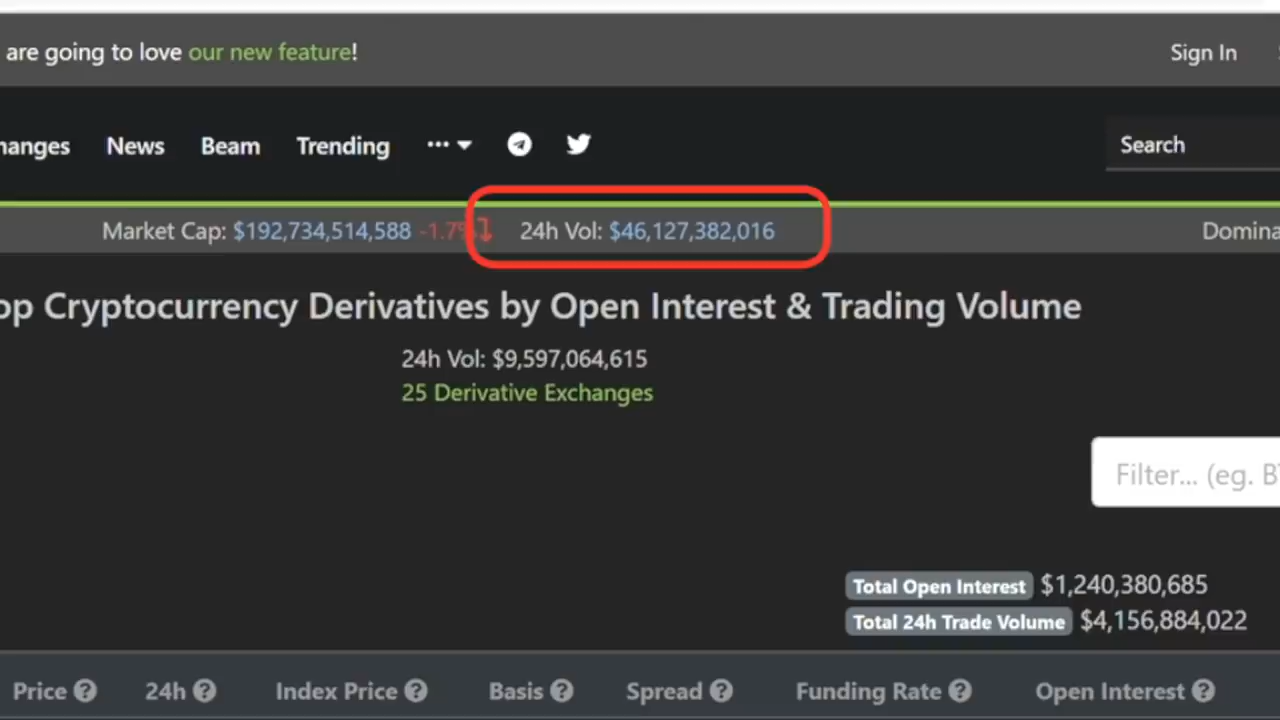 are going to love our new feature!
Sign In
News Beam Trending ...
Search
Market Cap: $192,734,514,588 24h Vol: $46,127,382,016
Cryptocurrency Derivatives by Open Interest & Trading Volume
24h Vol: $9,597,064,615
25 Derivative Exchanges
Filter... (eg.
Total Open Interest $1,240,380,685
Total 24h Trade Volume $4,156,884,022
Price 24h Index Price Basis Spread Funding Rate Open Interest